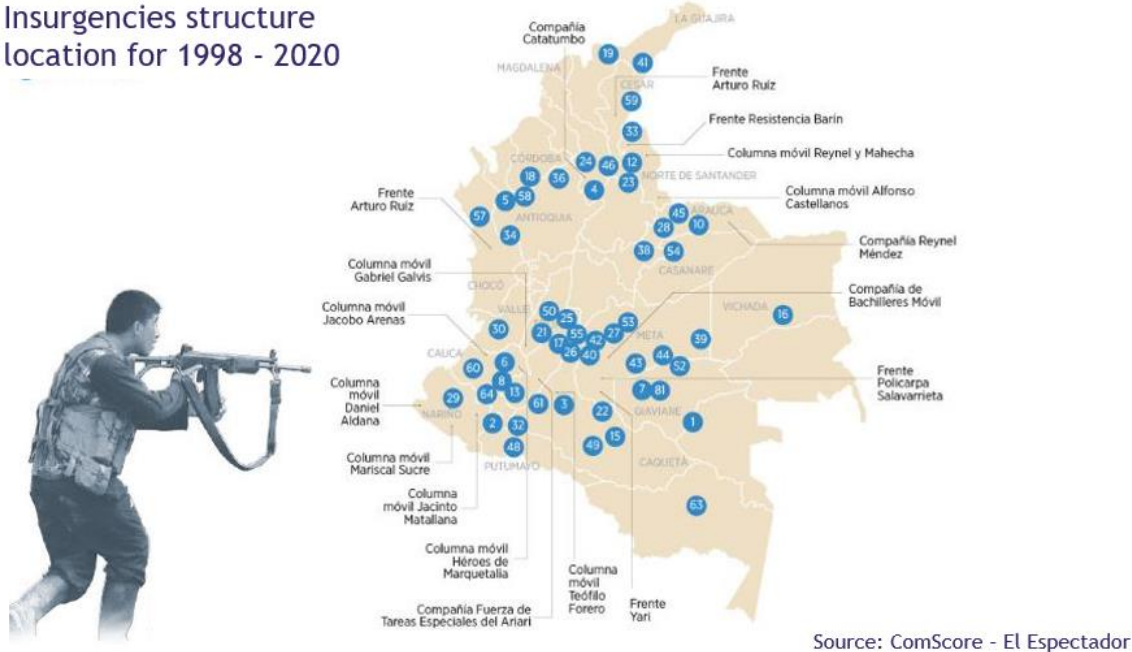 Insurgencies structure
location for 1998 - 2020
LA GUAJIRA
Compañía
Catatumbo
19
41
MAGDALENA
CESAR
Frente
Arturo Ruíz
59
Frente Resistencia Barín
33
Columna móvil Reynel y Mahecha
CÓRDOBA
24
46
12
NORTE DE SANTANDER
18
36
4
23
Columna móvil Alfonso
Castellanos
Frente
Arturo Ruíz
5
58
57
ANTIOQUIA
45
ARAUCA
28
10
34
Compañía Reynel
Méndez
38
54
CASANARE
Columna móvil
Gabriel Galvis
CHOCÓ
Compañía de
Bachilleres Móvil
Columna móvil
Jacobo Arenas
VALLE
50
25
53
VICHADA
16
30
21
55
27
META
17
42
39
26
40
CAUCA
6
43
44
52
60
Frente
Policarpa
Salavarrieta
Columna
móvil
Daniel
Aldana
8
64
13
29
61
3
7
81
NARIÑO
22
GIAVIARE
2
32
1
15
48
49
PUTUMAYO
CAQUETÁ
Columna móvil
Mariscal Sucre
Columna
móvil Jacinto
Matallana
63
Columna móvil
Héroes de
Marquetalia
Columna
móvil
Teófilo
Forero
Compañía Fuerza de
Tareas Especiales del Ariari
Frente
Yari
Source: ComScore - El Espectador